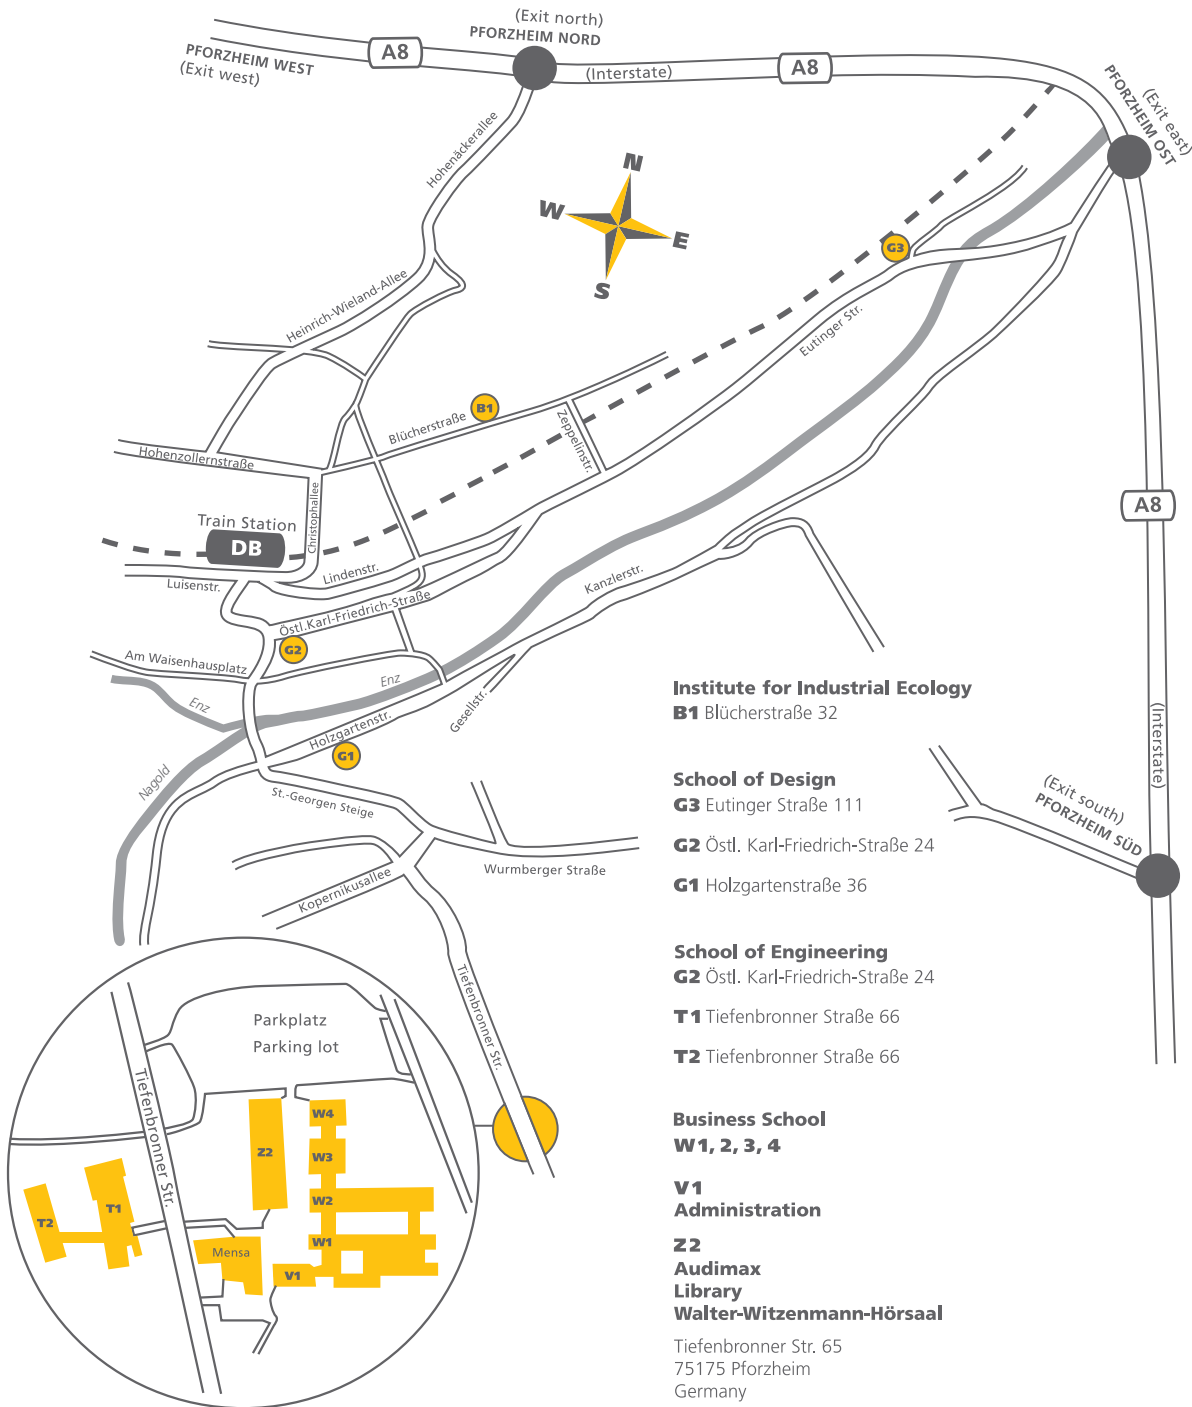 (Exit north)
PFORZHEIM NORD
A8
PFORZHEIM WEST
(Exit west)
(Interstate)
A8
(Exit east)
PFORZHEIM OST
Hohenäckerallee
N
W
E
S
G3
Heinrich-Wieland-Allee
Eutinger Str.
B1
Blücherstraße
Zeppelinstr.
Hohenzollernstraße
Christophallee
A8
Train Station
DB
Lindenstr.
Luisenstr.
Kanzlerstr.
Östl.Karl-Friedrich-Straße
G2
Am Waisenhausplatz
Enz
Enz
Gesellstr.
Holzgartenstr.
G1
Nagold
St.-Georgen Steige
(Interstate)
(Exit south)
PFORZHEIM SÜD
Wurmberger Straße
Kopernikusallee
Tiefenbronner Str.
Institute for Industrial Ecology
B1 Blücherstraße 32
School of Design
G3 Eutinger Straße 111
G2 Östl. Karl-Friedrich-Straße 24
G1 Holzgartenstraße 36
School of Engineering
G2 Östl. Karl-Friedrich-Straße 24
T1 Tiefenbronner Straße 66
T2 Tiefenbronner Straße 66
Business School
W1, 2, 3, 4
V1
Administration
Z2
Audimax
Library
Walter-Witzenmann-Hörsaal
Tiefenbronner Str. 65
75175 Pforzheim
Germany
Parkplatz
Parking lot
Tiefenbronner Str.
W4
Z2
W3
W2
T1
T2
W1
Mensa
V1